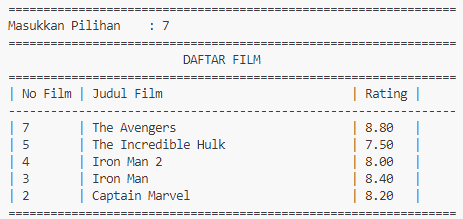 ================================================================
Masukkan Pilihan    : 7
================================================================
                         DAFTAR FILM
================================================================
| No Film | Judul Film                           | Rating |
----------------------------------------------------------------
| 7       | The Avengers                         | 8.80   |
| 5       | The Incredible Hulk                  | 7.50   |
| 4       | Iron Man 2                           | 8.00   |
| 3       | Iron Man                             | 8.40   |
| 2       | Captain Marvel                       | 8.20   |
================================================================